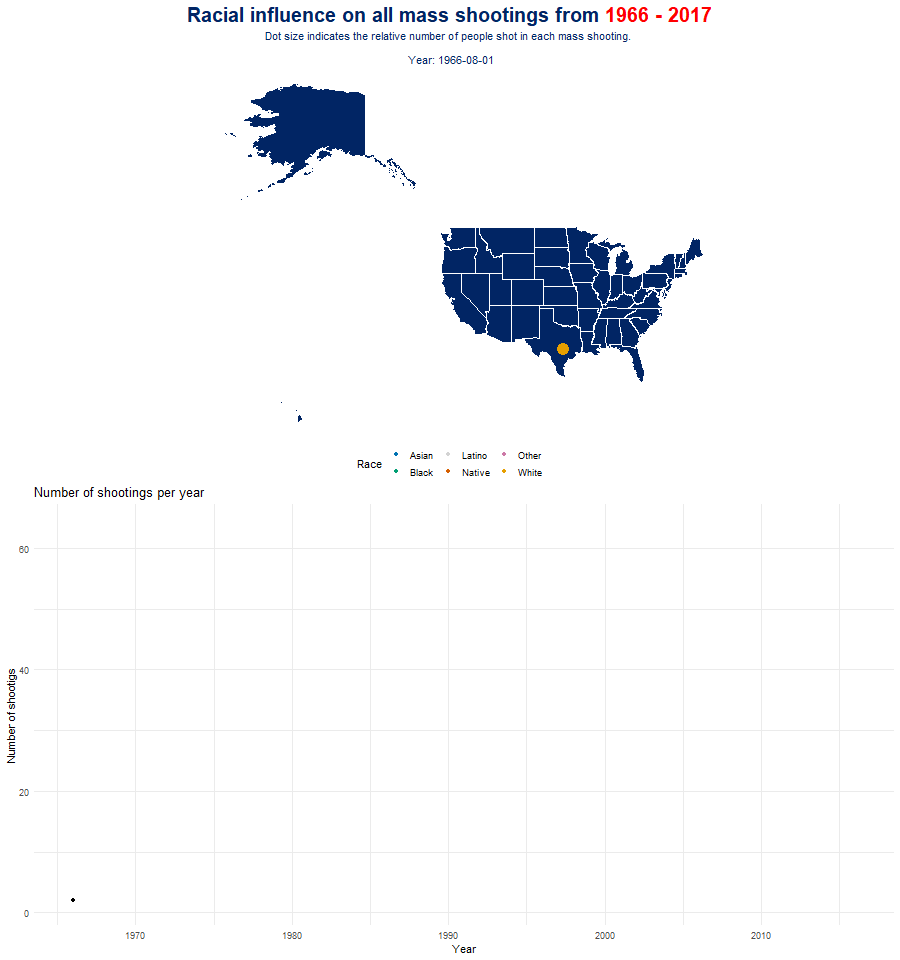 Racial influence on all mass shootings from 1966 - 2017
Dot size indicates the relative number of people shot in each mass shooting.
Year: 1966-08-01
Race
Asian Latino Other
Black Native White
Number of shootings per year
Number of shootigs
60
40
20
0
1970 1980 1990 2000 2010
Year